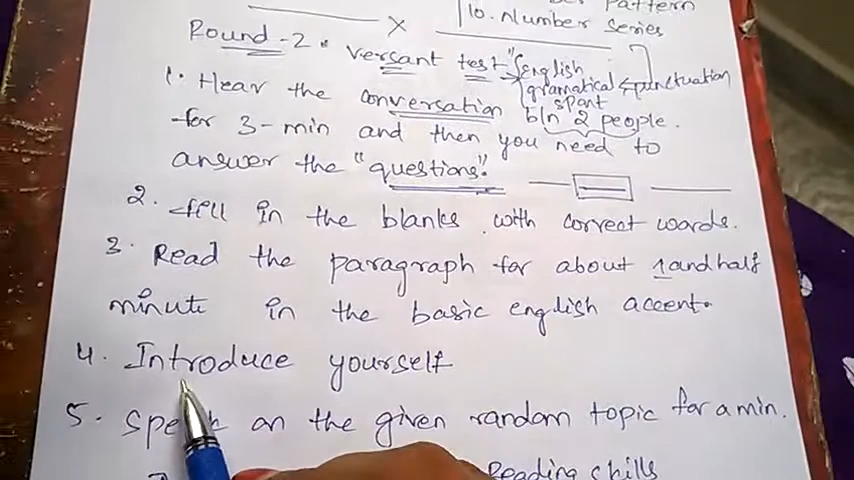 Pattern
10. Number Series
Round-2. Versant test
"English
gramatical & punctuation
spant
1. Hear the conversation b/n 2 people.
for 3-min and then you need to
answer the "questions".
2. fill in the blanks with correct words.
3. Read the paragraph for about 1 and half
minute in the basic english accent.
4. Introduce yourself
5. Speak on the given random topic for a min.
Reading skills